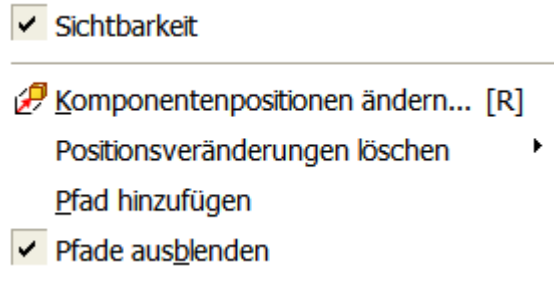 Sichtbarkeit
Komponentenpositionen ändern... [R]
Positionsveränderungen löschen
Pfad hinzufügen
Pfade ausblenden